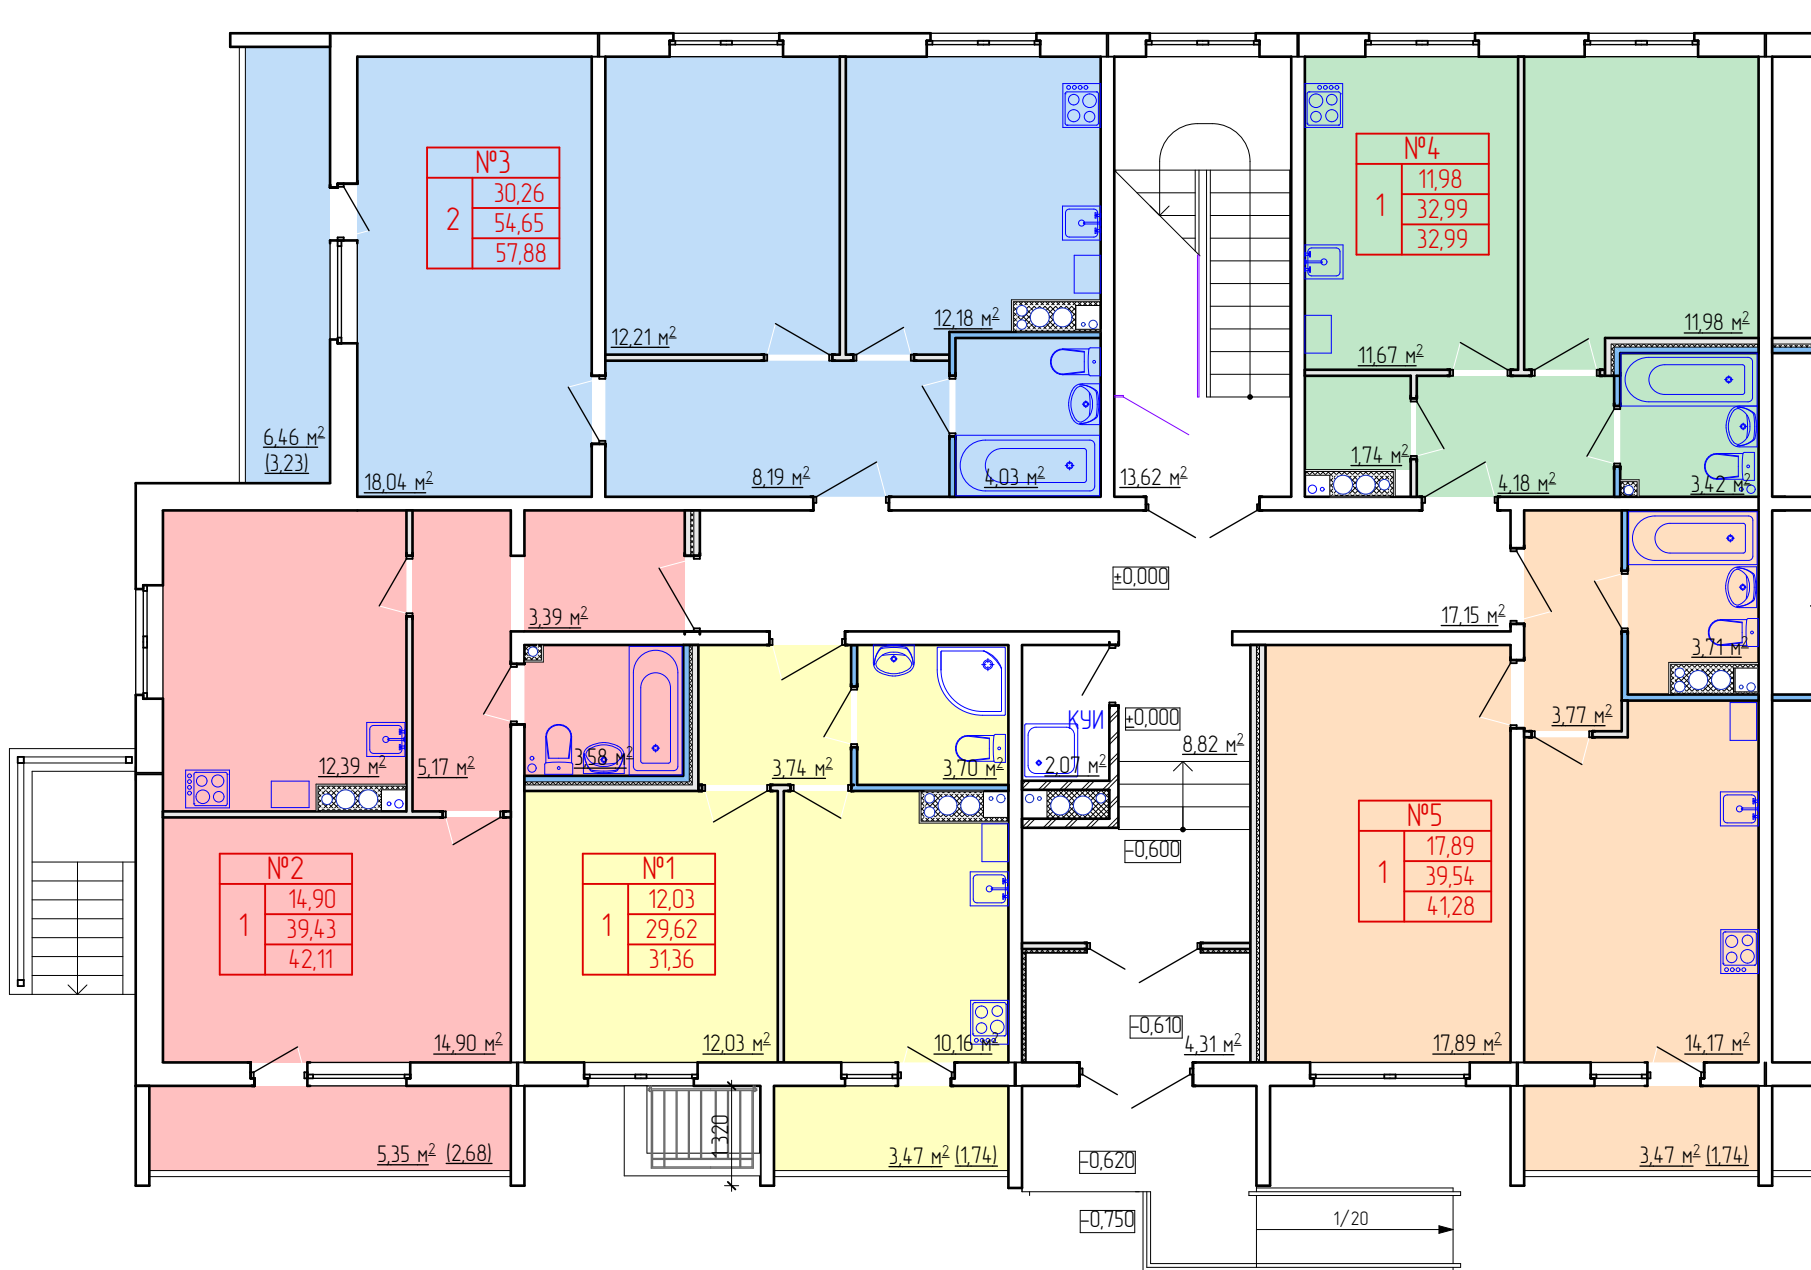 №3
2
30,26
54,65
57,88
№4
1
11,98
32,99
32,99
12,21 м²
12,18 м²
11,98 м²
11,67 м²
6,46 м²
(3,23)
18,04 м²
8,19 м²
4,03 м²
13,62 м²
1,74 м²
4,18 м²
3,42 м²
±0,000
3,39 м²
17,15 м²
3,71 м²
КУИ
±0,000
3,77 м²
8,82 м²
12,39 м²
5,17 м²
3,58 м²
3,74 м²
3,70 м²
2,07 м²
-0,600
№2
1
14,90
39,43
42,11
№1
1
12,03
29,62
31,36
№5
1
17,89
39,54
41,28
-0,610
14,90 м²
12,03 м²
10,16 м²
4,31 м²
17,89 м²
14,17 м²
1320
5,35 м² (2,68)
3,47 м² (1,74)
-0,620
3,47 м² (1,74)
-0,750
1/20